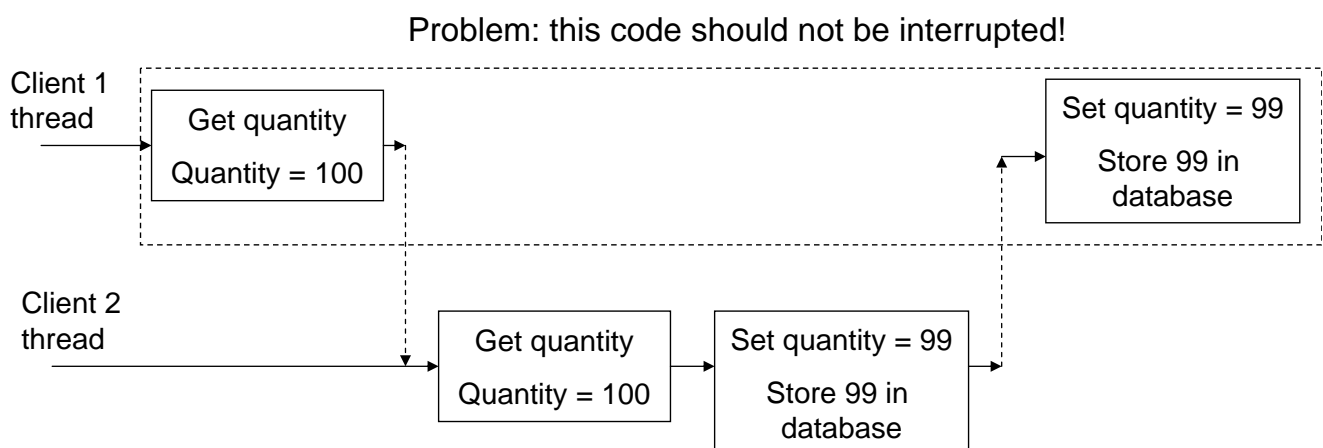 Problem: this code should not be interrupted!
Client 1
thread
Get quantity
Quantity = 100
Set quantity = 99
Store 99 in
database
Client 2
thread
Get quantity
Quantity = 100
Set quantity = 99
Store 99 in
database